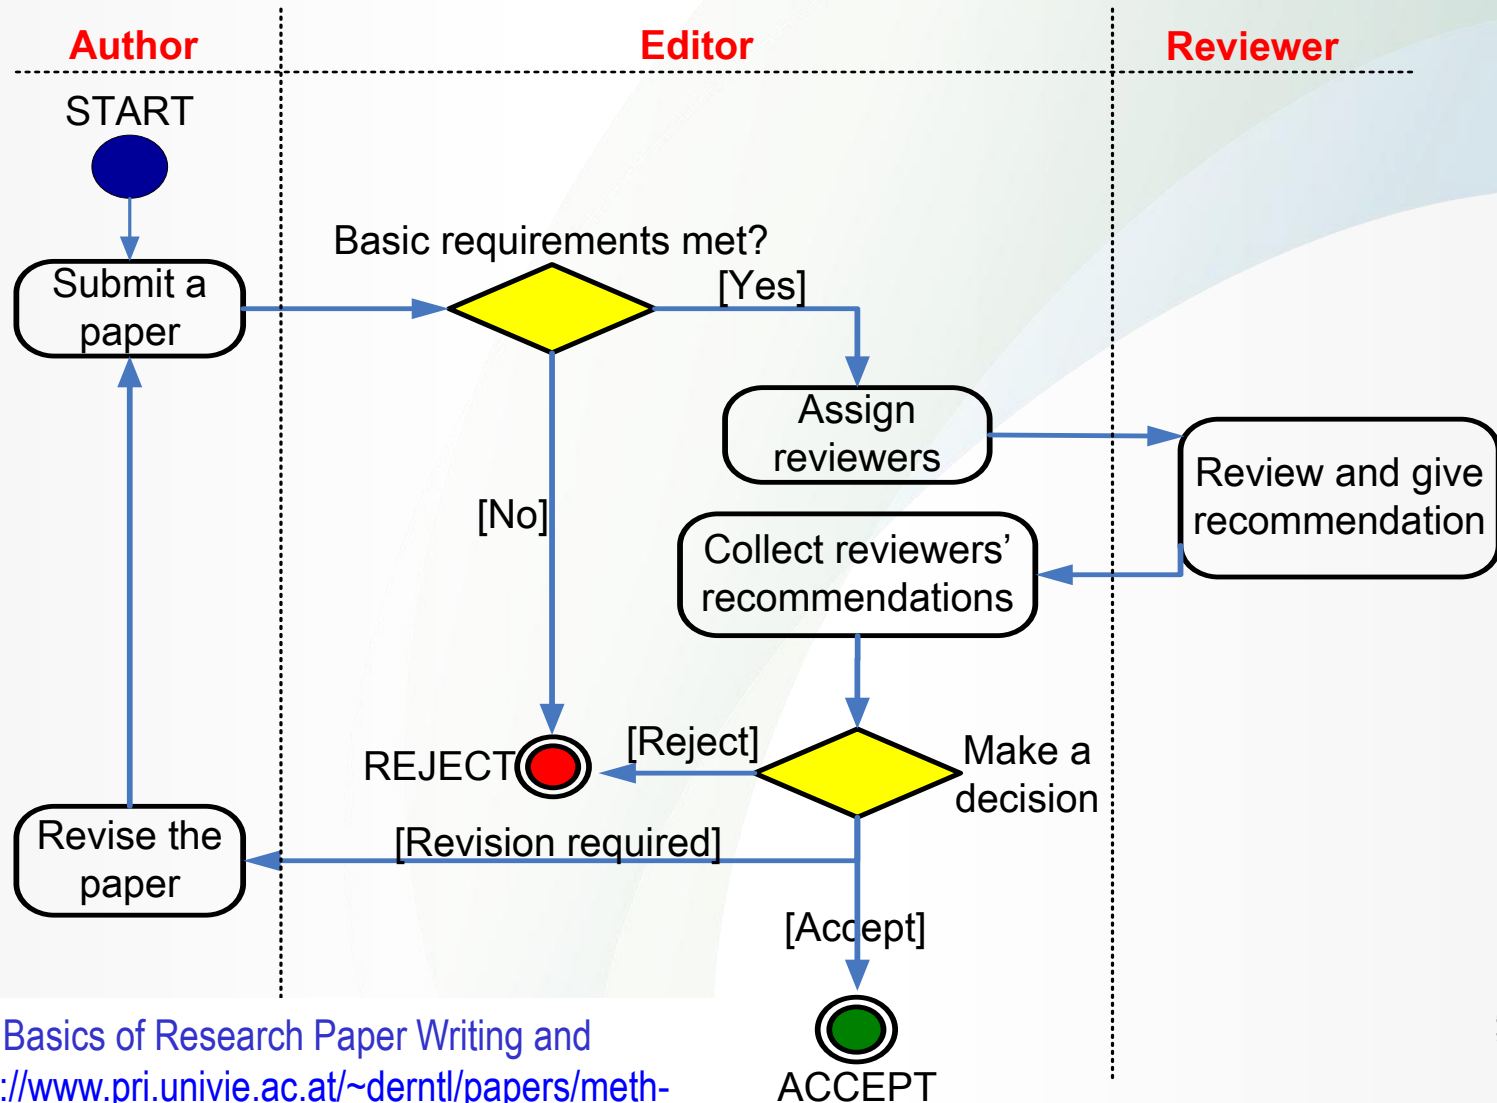 Author
Editor
Reviewer
START
Basic requirements met?
Submit a
paper
[Yes]
Assign
reviewers
Review and give
recommendation
[No]
Collect reviewers’
recommendations
REJECT
[Reject]
Make a
decision
Revise the
paper
[Revision required]
[Accept]
ACCEPT
Basics of Research Paper Writing and
://www.pri.univie.ac.at/~derntl/papers/meth-